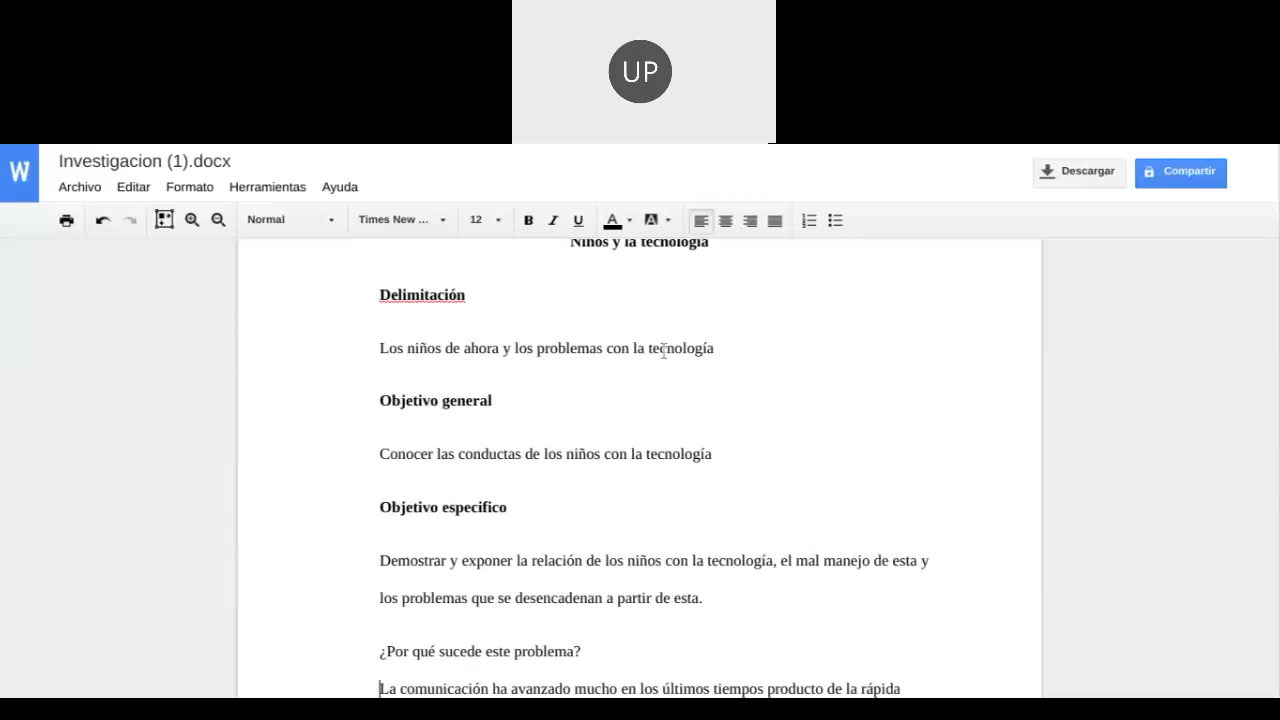 UP
W
Investigacion (1).docx
Archivo Editar Formato Herramientas Ayuda
Descargar
Compartir
Normal
Times New ...
12
B I U A A
Ninos y la tecnologia
Delimitación
Los niños de ahora y los problemas con la tecnología
Objetivo general
Conocer las conductas de los niños con la tecnología
Objetivo especifico
Demostrar y exponer la relación de los niños con la tecnología, el mal manejo de esta y
los problemas que se desencadenan a partir de esta.
¿Por qué sucede este problema?
La comunicación ha avanzado mucho en los últimos tiempos producto de la rápida